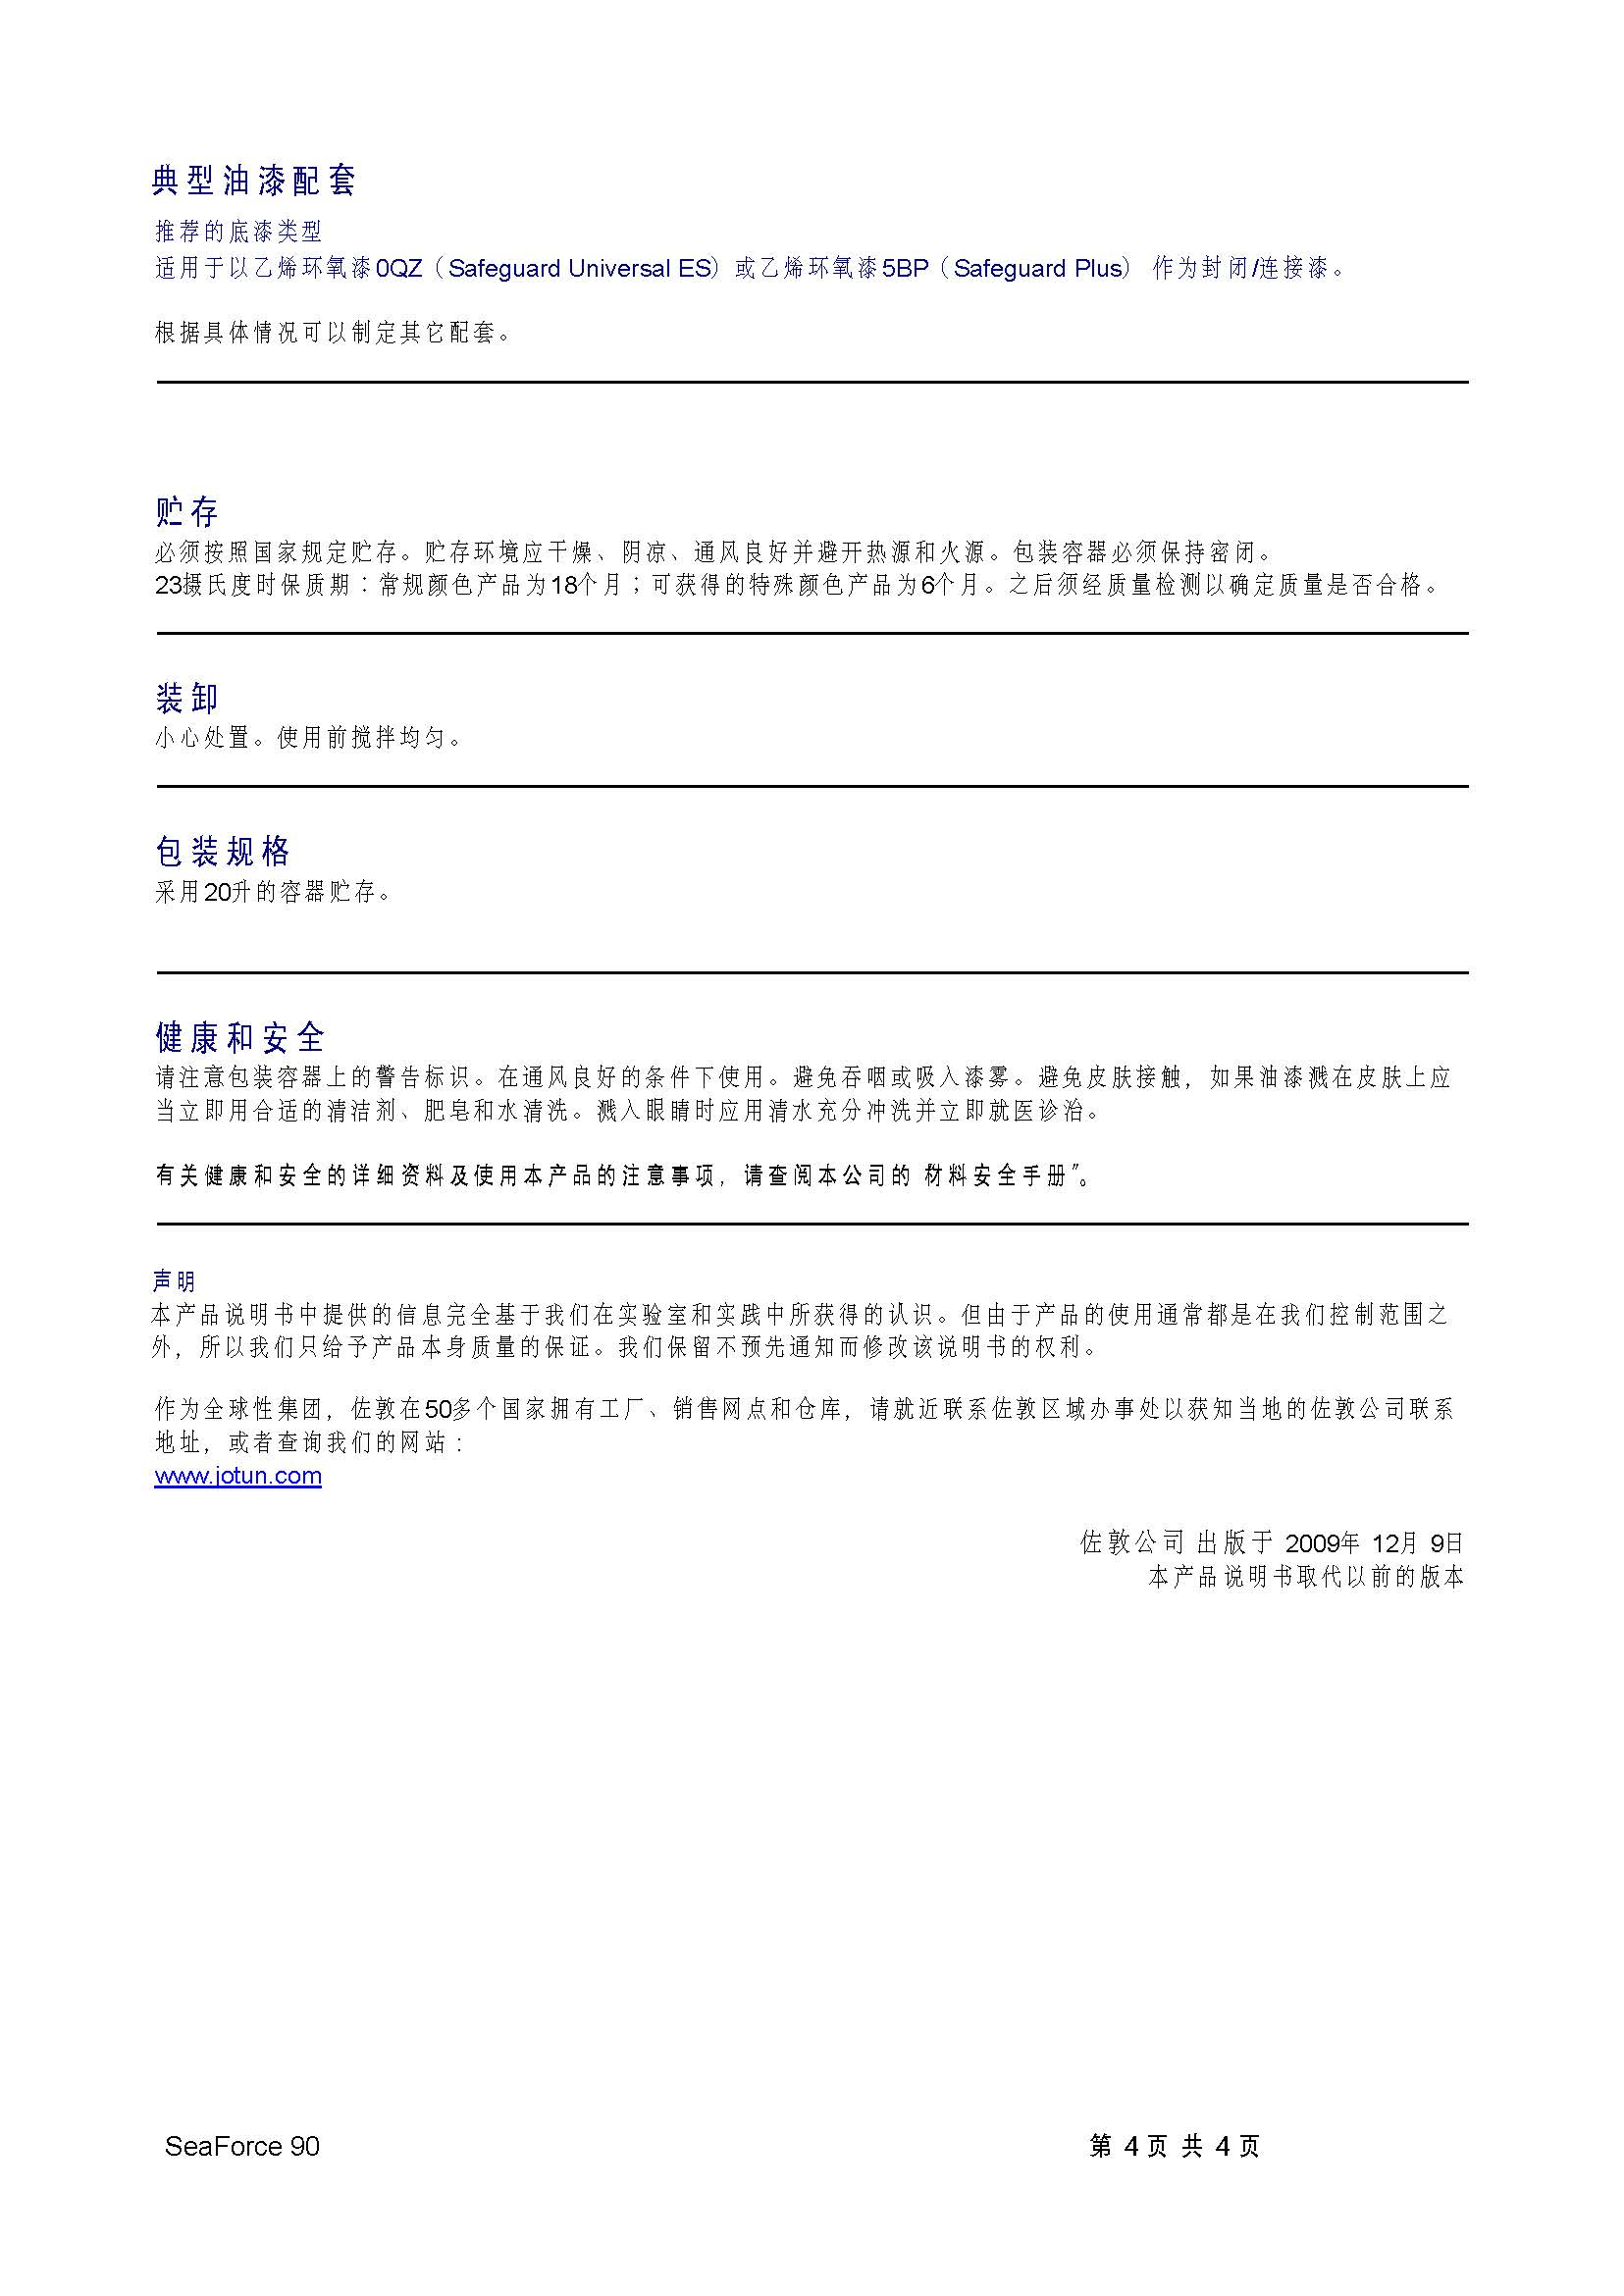 典型油漆配套
推荐的底漆类型
适用于以乙烯环氧漆0QZ（Safeguard Universal ES）或乙烯环氧漆5BP（Safeguard Plus） 作为封闭/连接漆。
根据具体情况可以制定其它配套。
贮存
必须按照国家规定贮存。贮存环境应干燥、阴凉、通风良好并避开热源和火源。包装容器必须保持密闭。
23摄氏度时保质期：常规颜色产品为18个月；可获得的特殊颜色产品为6个月。之后须经质量检测以确定质量是否合格。
装卸
小心处置。使用前搅拌均匀。
包装规格
采用20升的容器贮存。
健康和安全
请注意包装容器上的警告标识。在通风良好的条件下使用。避免吞咽或吸入漆雾。避免皮肤接触，如果油漆溅在皮肤上应
当立即用合适的清洁剂、肥皂和水清洗。溅入眼睛时应用清水充分冲洗并立即就医诊治。
有关健康和安全的详细资料及使用本产品的注意事项，请查阅本公司的 材料安全手册”。
声明
本产品说明书中提供的信息完全基于我们在实验室和实践中所获得的认识。但由于产品的使用通常都是在我们控制范围之
外，所以我们只给予产品本身质量的保证。我们保留不预先通知而修改该说明书的权利。
作为全球性集团，佐敦在50多个国家拥有工厂、销售网点和仓库，请就近联系佐敦区域办事处以获知当地的佐敦公司联系
地址，或者查询我们的网站：
www.jotun.com
佐敦公司 出版于 2009年 12月 9日
本产品说明书取代以前的版本
SeaForce 90 第 4 页 共 4 页